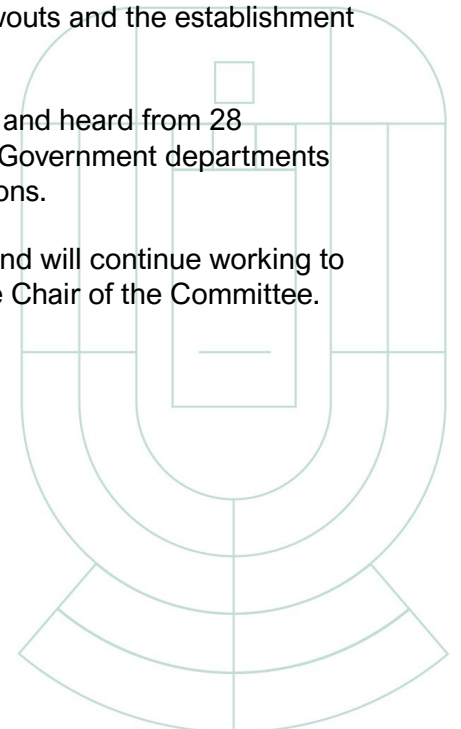 outs and the establishment
and heard from 28
Government departments
ons.
nd will continue working to
e Chair of the Committee.